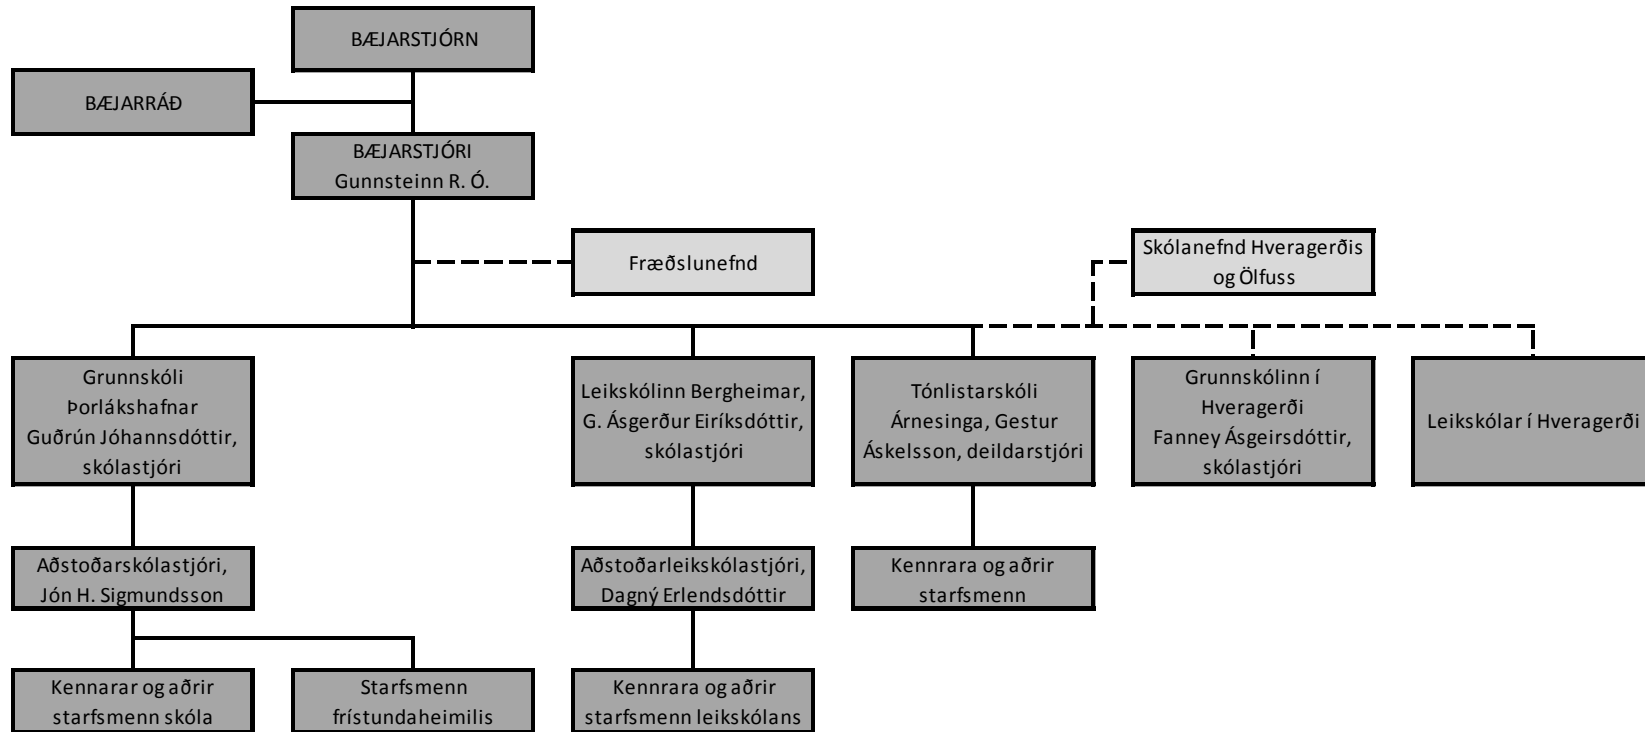 BÆJARSTJÓRN
BÆJARRÁÐ
BÆJARSTJÓRI
Gunnsteinn R. Ó.
Fræðslunefnd
Skólanefnd Hveragerðis
og Ölfuss
Grunnskóli
Þorlákshafnar
Guðrún Jóhannsdóttir,
skólastjóri
Leikskólinn Bergheimar,
G. Ásgerður Eiríksdóttir,
skólastjóri
Tónlistarskóli
Árnesinga, Gestur
Áskelsson, deildarstjóri
Grunnskólinn í
Hveragerði
Fanney Ásgeirsdóttir,
skólastjóri
Leikskólar í Hveragerði
Aðstoðarskólastjóri,
Jón H. Sigmundsson
Aðstoðarleikskólastjóri,
Dagný Erlendsdóttir
Kennrara og aðrir
starfsmenn
Kennarar og aðrir
starfsmenn skóla
Starfsmenn
frístundaheimilis
Kennrara og aðrir
starfsmenn leikskólans